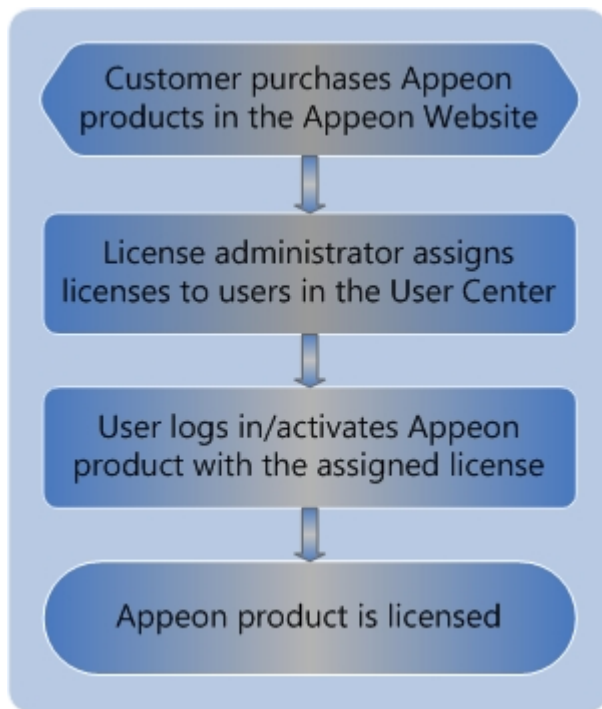 Customer purchases Appeon
products in the Appeon Website
License administrator assigns
licenses to users in the User Center
User logs in/activates Appeon
product with the assigned license
Appeon product is licensed